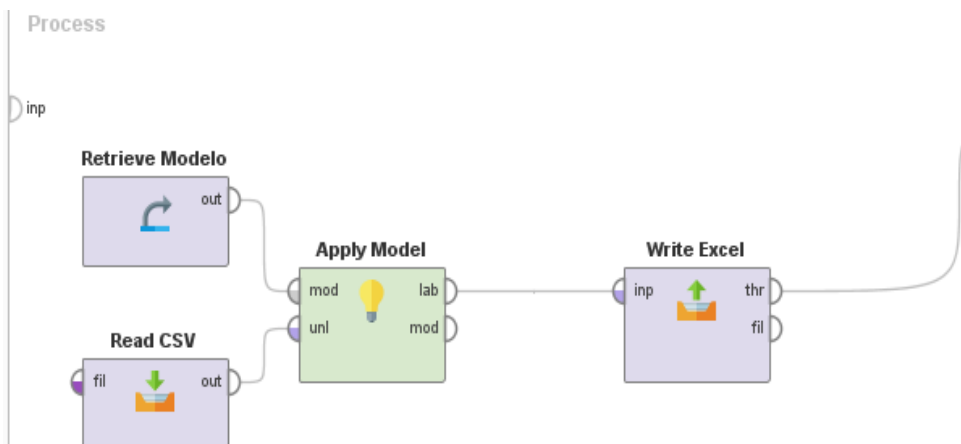 Process
inp
Retrieve Modelo
out
Apply Model
mod
lab
unl
mod
Write Excel
inp
thr
fil
Read CSV
fil
out